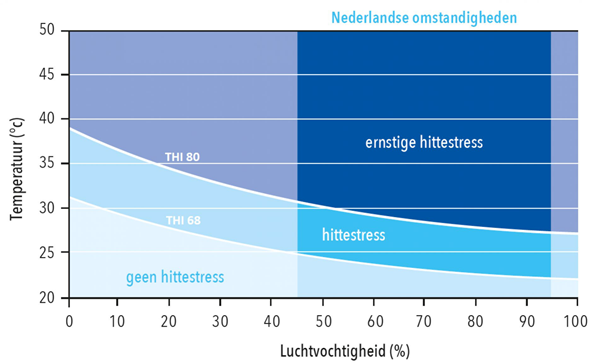 Nederlandse omstandigheden
50
45
40
35
30
25
20
Temperatuur (°c)
THI 80
THI 68
ernstige hittestress
hittestress
geen hittestress
0 10 20 30 40 50 60 70 80 90 100
Luchtvochtigheid (%)